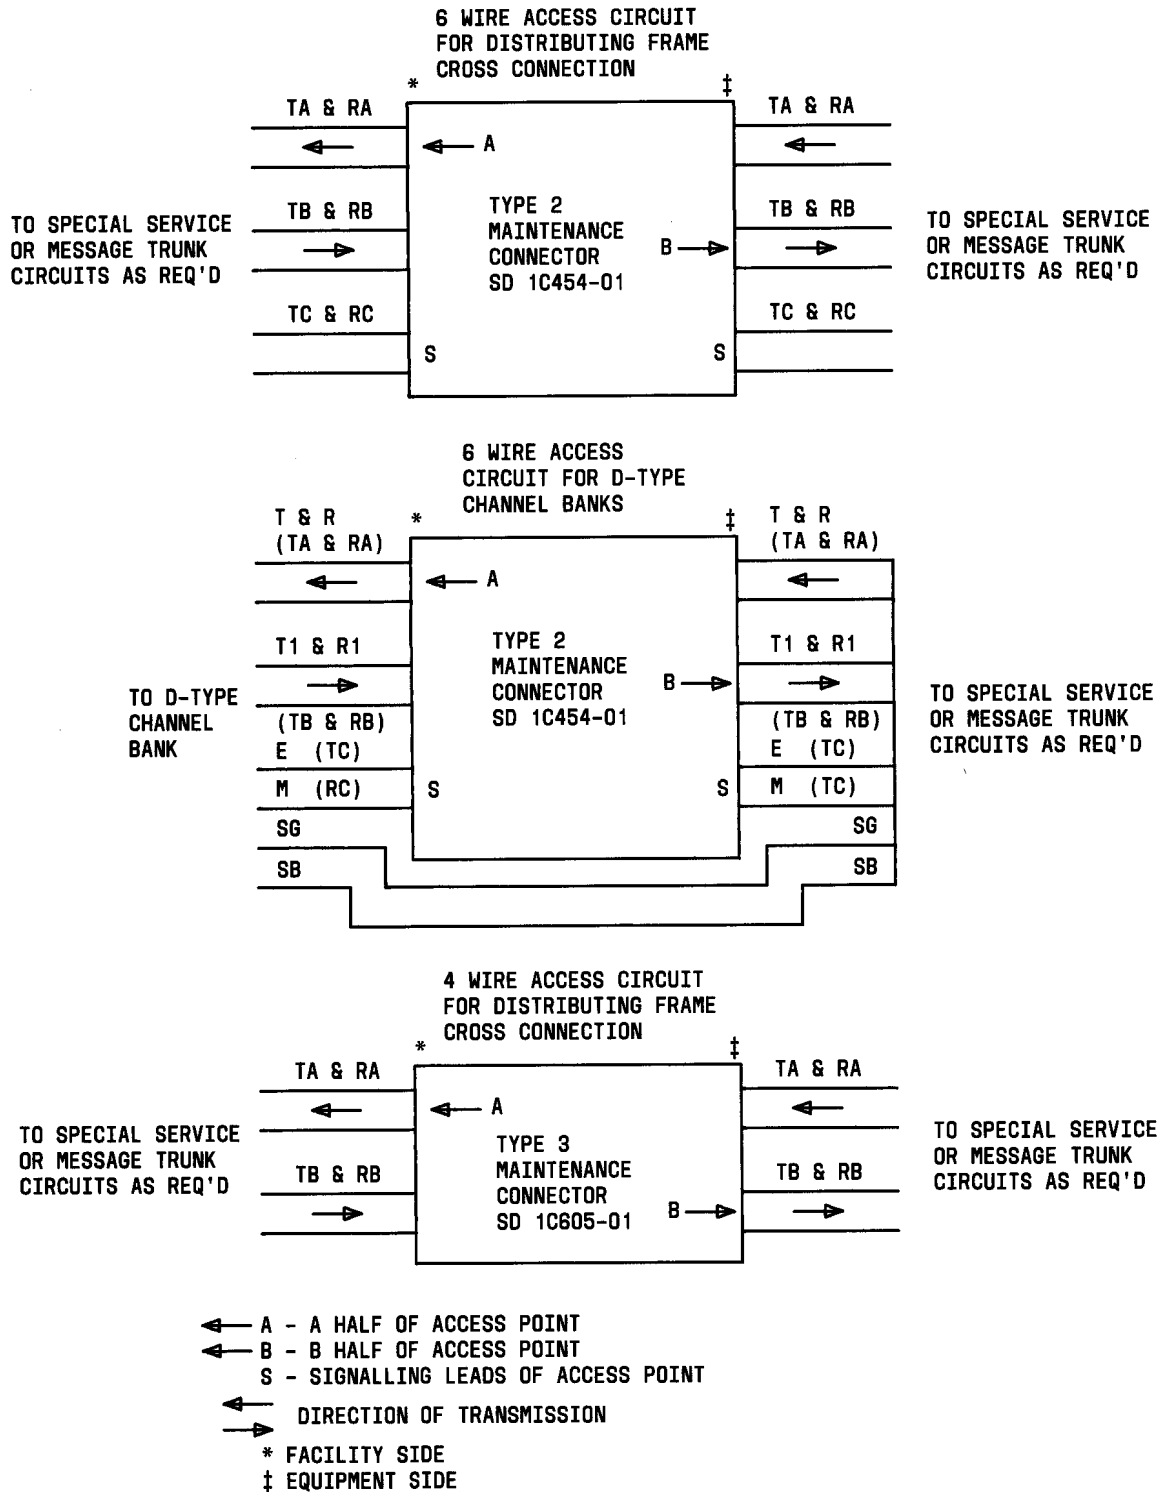 6 WIRE ACCESS CIRCUIT
FOR DISTRIBUTING FRAME
CROSS CONNECTION
* ‡
TA & RA
TA & RA
A
TB & RB
TB & RB
TO SPECIAL SERVICE
OR MESSAGE TRUNK
CIRCUITS AS REQ'D
TYPE 2
MAINTENANCE
CONNECTOR
SD 1C454-01
B
TO SPECIAL SERVICE
OR MESSAGE TRUNK
CIRCUITS AS REQ'D
TC & RC
TC & RC
S
S
6 WIRE ACCESS
CIRCUIT FOR D-TYPE
CHANNEL BANKS
* ‡
T & R
(TA & RA)
T & R
(TA & RA)
A
T1 & R1
T1 & R1
TYPE 2
MAINTENANCE
CONNECTOR
SD 1C454-01
B
TO D-TYPE
CHANNEL
BANK
(TB & RB)
(TB & RB)
TO SPECIAL SERVICE
OR MESSAGE TRUNK
CIRCUITS AS REQ'D
E (TC)
E (TC)
M (RC)
M (TC)
S
S
SG
SG
SB
SB
4 WIRE ACCESS CIRCUIT
FOR DISTRIBUTING FRAME
CROSS CONNECTION
* ‡
TA & RA
TA & RA
A
TO SPECIAL SERVICE
OR MESSAGE TRUNK
CIRCUITS AS REQ'D
TYPE 3
MAINTENANCE
CONNECTOR
SD 1C605-01
B
TO SPECIAL SERVICE
OR MESSAGE TRUNK
CIRCUITS AS REQ'D
TB & RB
TB & RB
A - A HALF OF ACCESS POINT
B - B HALF OF ACCESS POINT
S - SIGNALLING LEADS OF ACCESS POINT
DIRECTION OF TRANSMISSION
* FACILITY SIDE
‡ EQUIPMENT SIDE